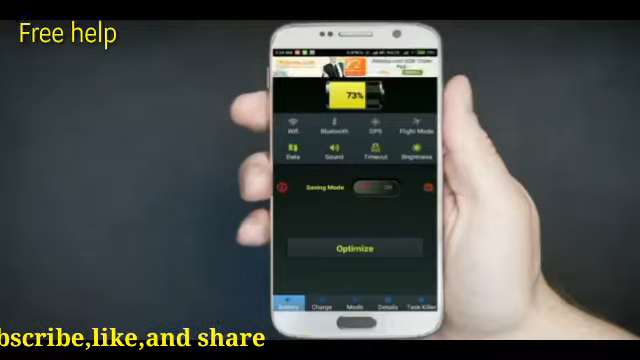 Free help
73%
Wifi Bluetooth GPS Flight Mode
Data Sound Timeout Brightness
Saving Mode
Optimize
Battery Charge Mode Details Task Killer
bscribe,like,and share